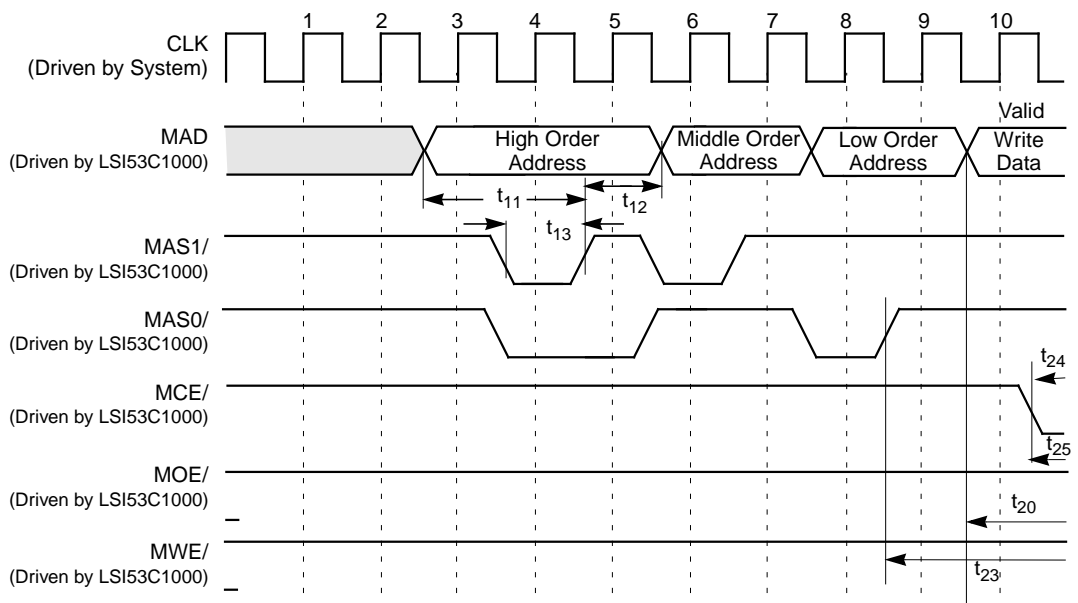 1 2 3 4 5 6 7 8 9 10
CLK
(Driven by System)
Valid
MAD
(Driven by LSI53C1000)
High Order
Address
Middle Order
Address
Low Order
Address
Write
Data
t11
t12
t13
MAS1/
(Driven by LSI53C1000)
MAS0/
(Driven by LSI53C1000)
t24
MCE/
(Driven by LSI53C1000)
t25
MOE/
(Driven by LSI53C1000)
t20
MWE/
(Driven by LSI53C1000)
t23